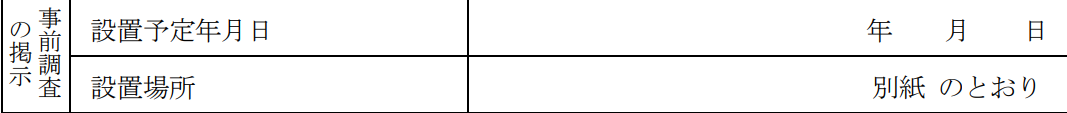 事前調査
の掲示
設置予定年月日
年 月 日
設置場所
別紙 のとおり